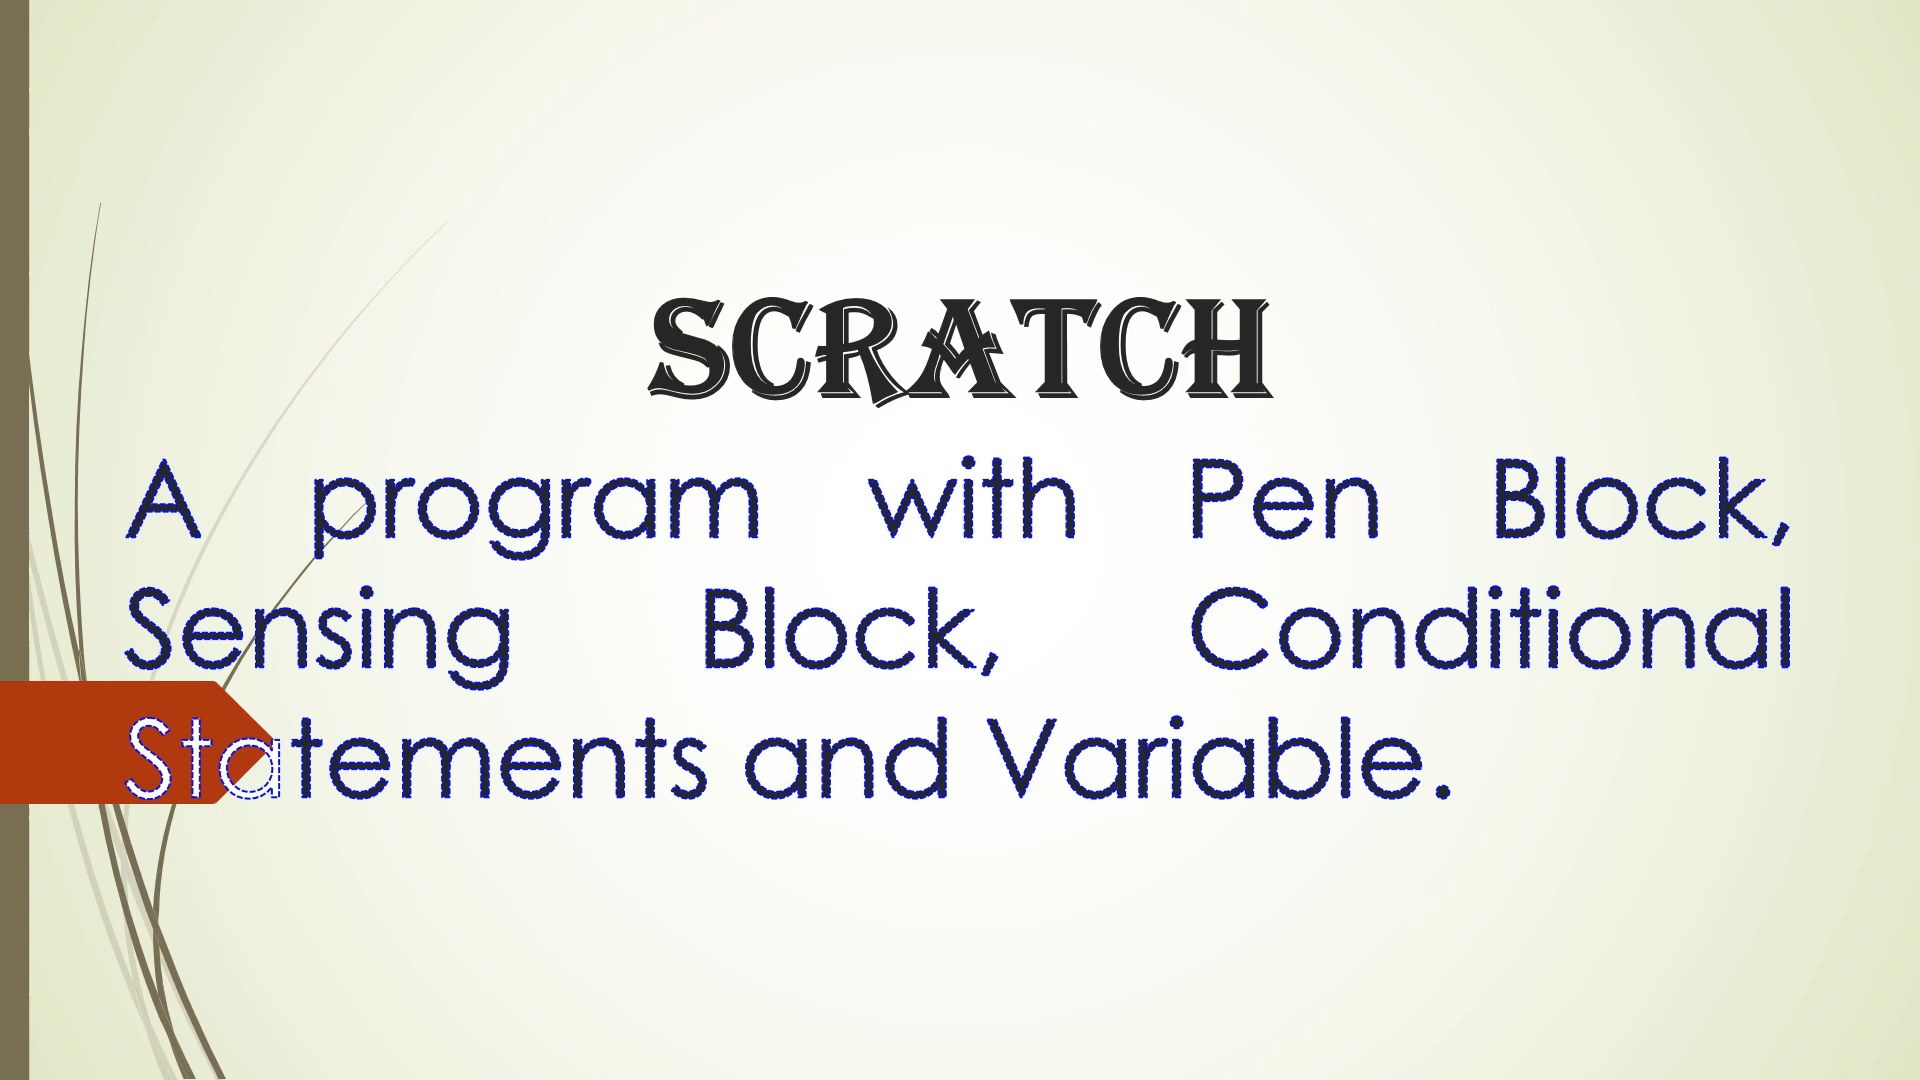 SCRATCH
A program with Pen Block,
Sensing Block, Conditional
Statements and Variable.